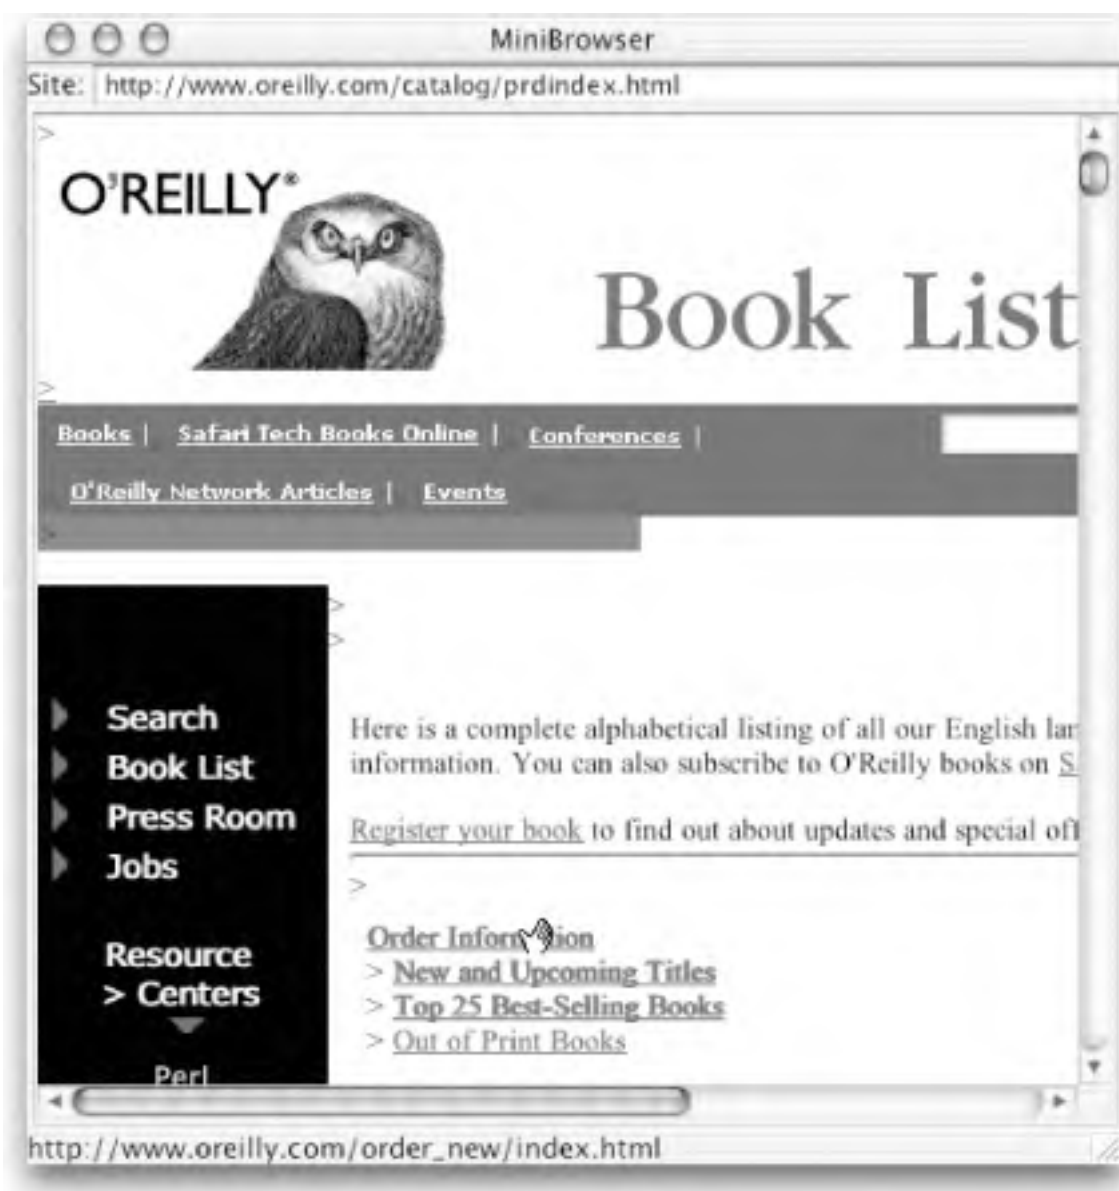 MiniBrowser
Site: http://www.oreilly.com/catalog/prdindex.html
>
O'REILLY®
Book List
>
Books | Safari Tech Books Online | Conferences |
O'Reilly Network Articles | Events
>
>
>
Search
Book List
Press Room
Jobs
Resource
> Centers
Perl
Here is a complete alphabetical listing of all our English lan
information. You can also subscribe to O'Reilly books on S
Register your book to find out about updates and special off
>
Order Information
> New and Upcoming Titles
> Top 25 Best-Selling Books
> Out of Print Books
http://www.oreilly.com/order_new/index.html